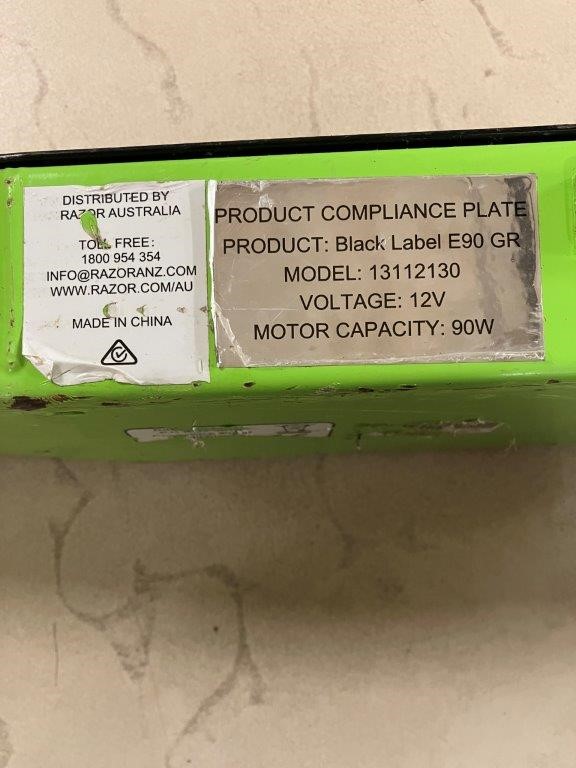 DISTRIBUTED BY
RAZOR AUSTRALIA
TOLL FREE:
1800 954 354
INFO@RAZORANZ.COM
WWW.RAZOR.COM/AU
MADE IN CHINA
PRODUCT COMPLIANCE PLATE
PRODUCT: Black Label E90 GR
MODEL: 13112130
VOLTAGE: 12V
MOTOR CAPACITY: 90W